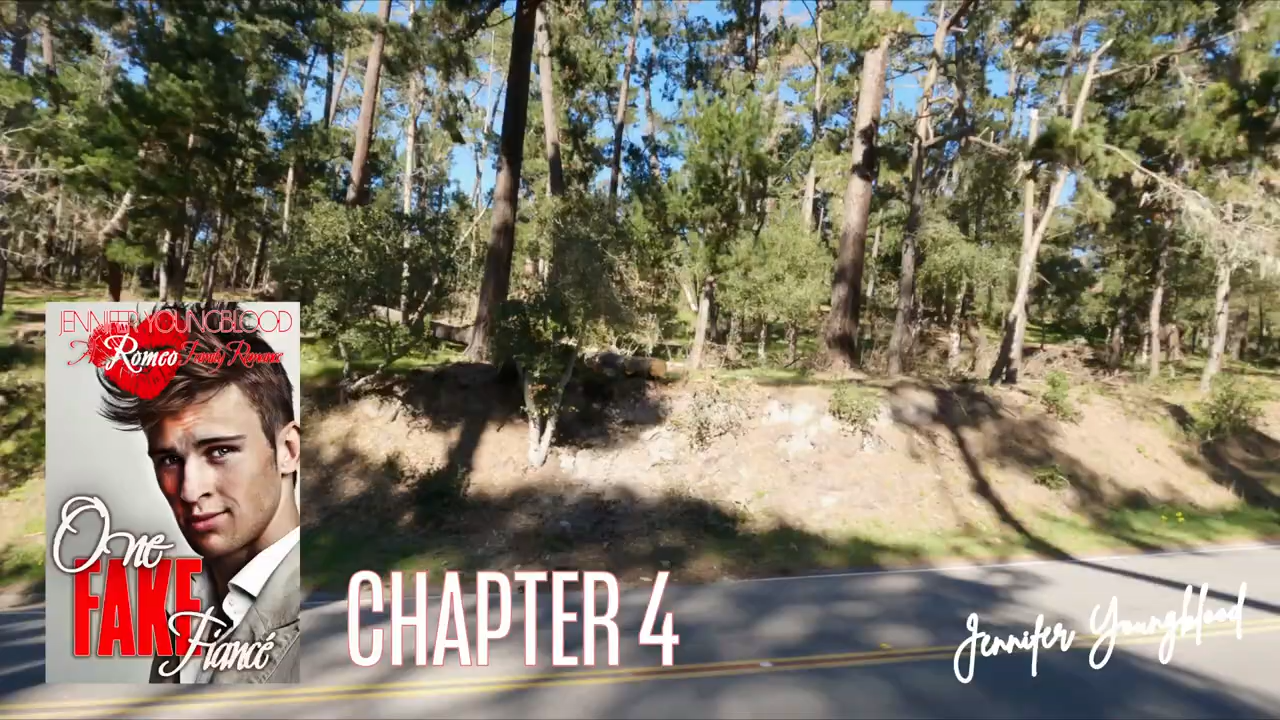 JENNIFER YOUNGBLOOD
A Romeo Family Romance
One
FAKE
Fiancé
CHAPTER 4
Jennifer Youngblood